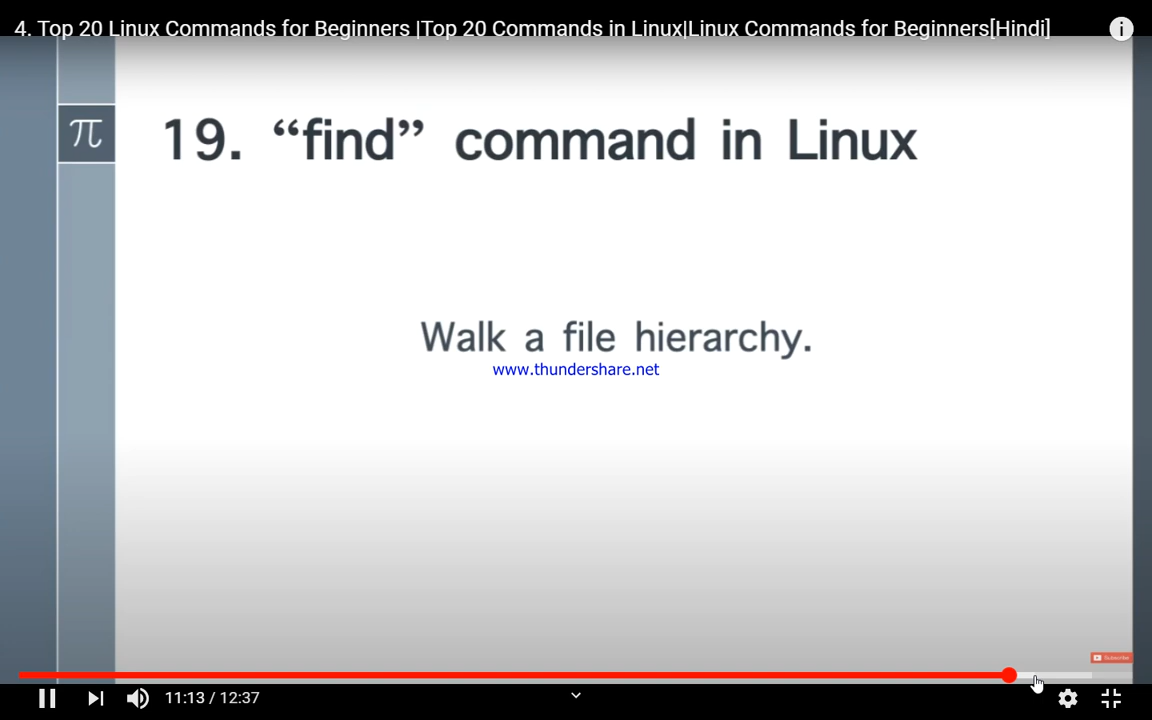 4. Top 20 Linux Commands for Beginners |Top 20 Commands in Linux|Linux Commands for Beginners[Hindi]
π
19. “find” command in Linux
Walk a file hierarchy.
www.thundershare.net
Subscribe
11:13 / 12:37